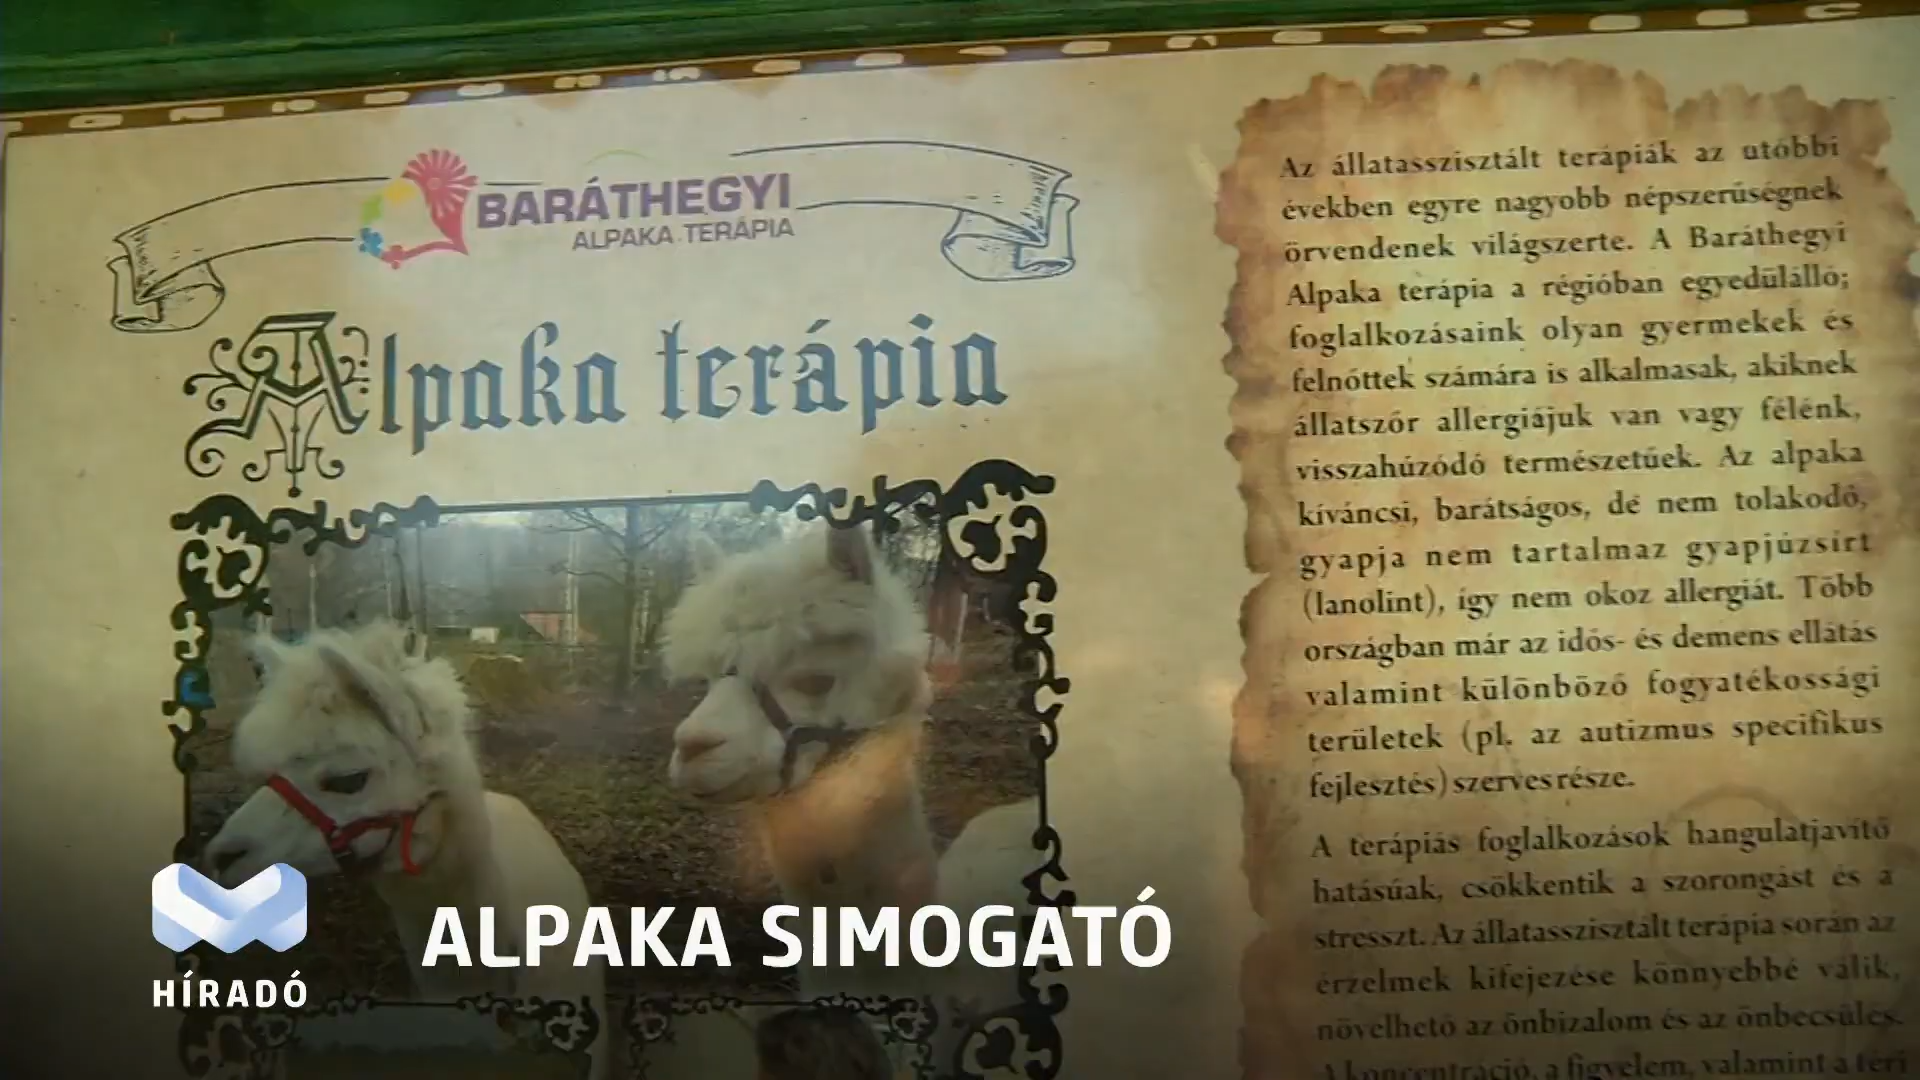 BARÁTHEGYI
ALPAKA TERÁPIA
Alpaka terápia
Az állatasszisztált terápiák az utóbbi
években egyre nagyobb népszerűségnek
örvendenek világszerte. A Baráthegyi
Alpaka terápia a régióban egyedülálló;
foglalkozásaink olyan gyermekek és
felnőttek számára is alkalmasak, akiknek
állatszőr allergiájuk van vagy félénk,
visszahúzódó természetűek. Az alpaka
kíváncsi, barátságos, de nem tolakodó,
gyapja nem tartalmaz gyapjúzsírt
(lanolint), így nem okoz allergiát. Több
országban már az idős- és demens ellátás
valamint különböző fogyatékossági
területek (pl. az autizmus specifikus
fejlesztés) szerves része.
A terápiás foglalkozások hangulatjavító
hatásúak, csökkentik a szorongást és a
stresszt. Az állatasszisztált terápia során az
érzelmek kifejezése könnyebbé válik,
növelhető az önbizalom és az önbecsülés.
A koncentráció, a figyelem, valamint a téri
HÍRADÓ
ALPAKA SIMOGATÓ